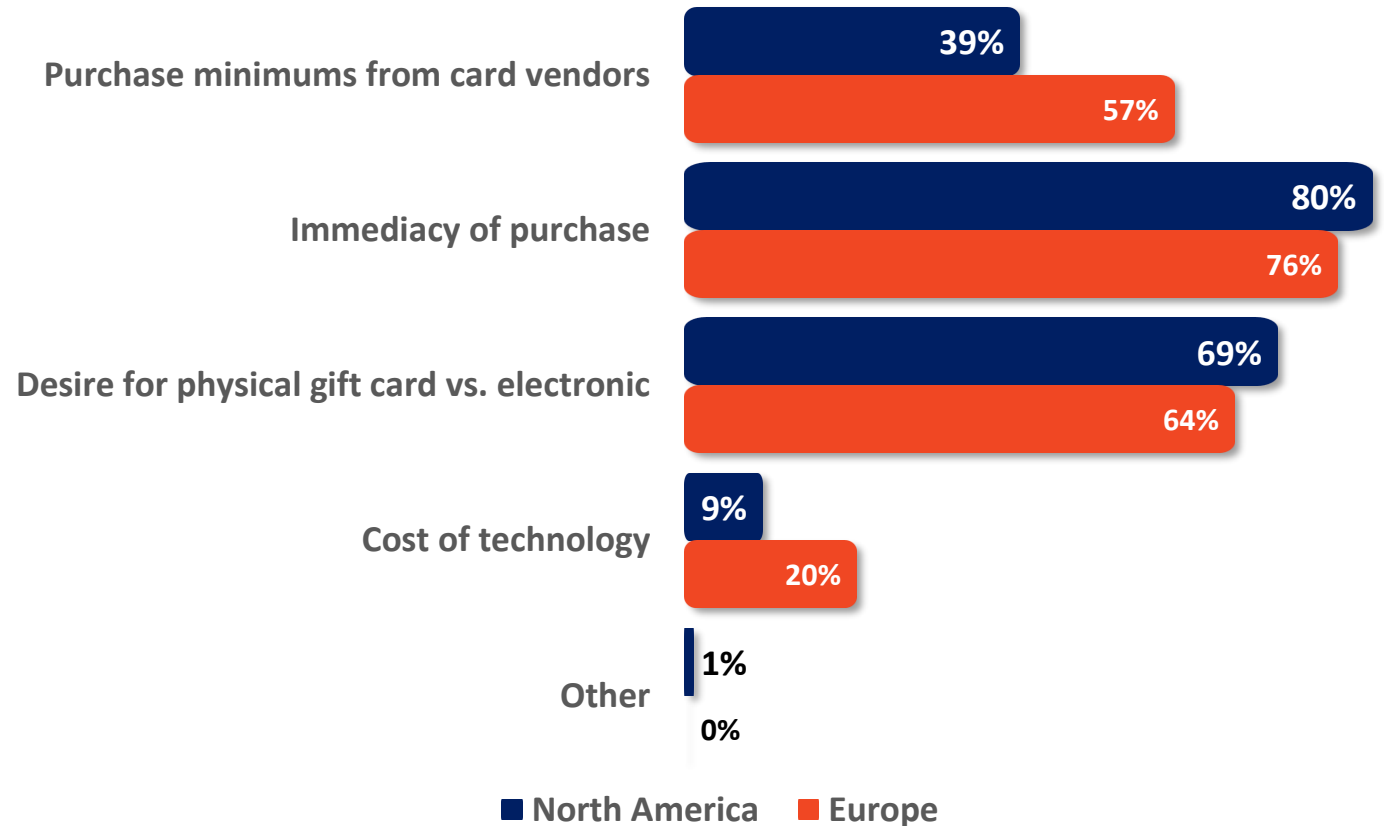 39%
Purchase minimums from card vendors
57%
80%
Immediacy of purchase
76%
69%
Desire for physical gift card vs. electronic
64%
9%
Cost of technology
20%
1%
Other
0%
North America Europe